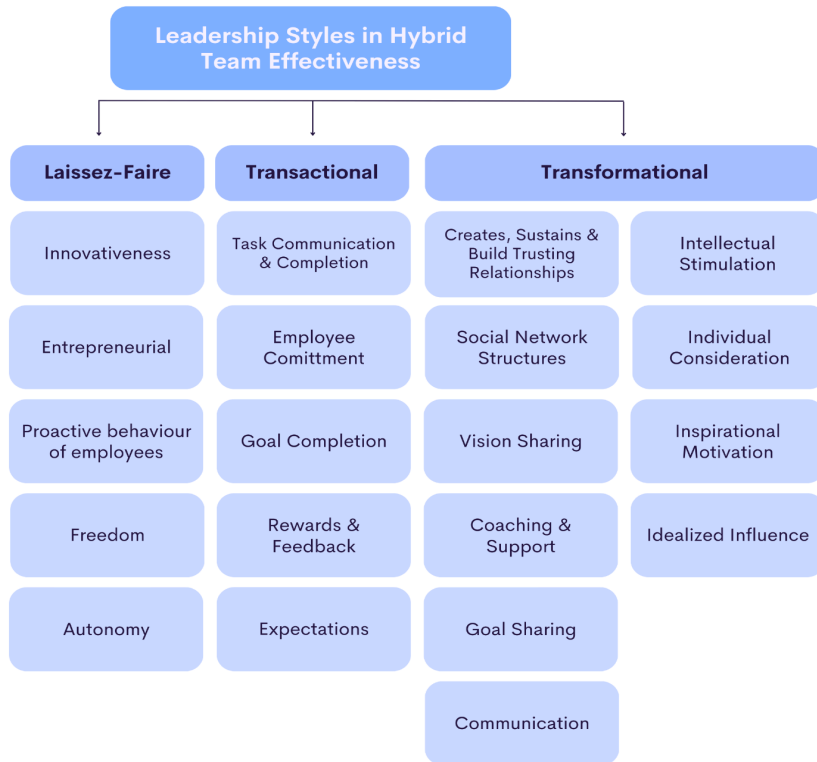 Leadership Styles in Hybrid
Team Effectiveness
Laissez-Faire
Transactional
Transformational
Innovativeness
Entrepreneurial
Proactive behaviour
of employees
Freedom
Autonomy
Task Communication
& Completion
Employee
Comittment
Goal Completion
Rewards &
Feedback
Expectations
Creates, Sustains &
Build Trusting
Relationships
Social Network
Structures
Vision Sharing
Coaching &
Support
Goal Sharing
Communication
Intellectual
Stimulation
Individual
Consideration
Inspirational
Motivation
Idealized Influence